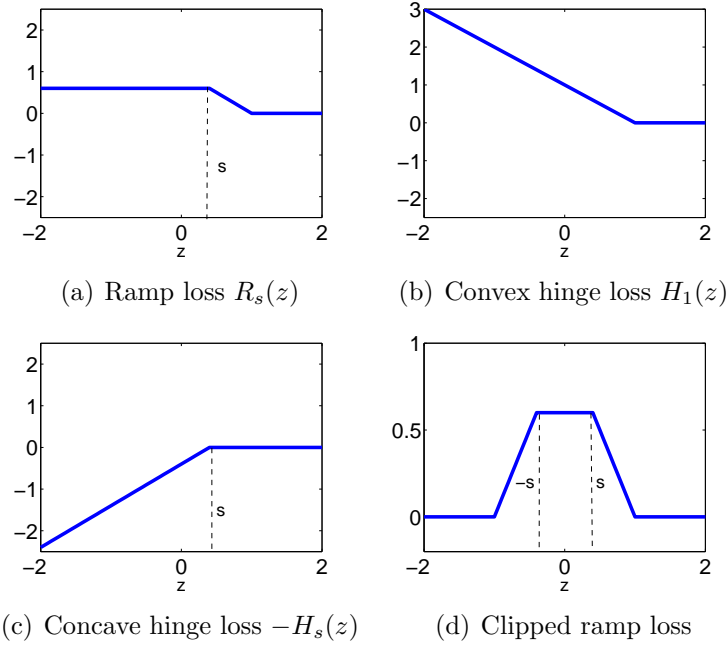 2
1
0
−1
−2
s
−2
0
2
z
(a) Ramp loss R_s(z)
3
2
1
0
−1
−2
−2
0
2
z
(b) Convex hinge loss H_1(z)
2
1
0
−1
−2
s
−2
0
2
z
(c) Concave hinge loss −H_s(z)
1
0.5
0
−s
s
−2
0
2
z
(d) Clipped ramp loss